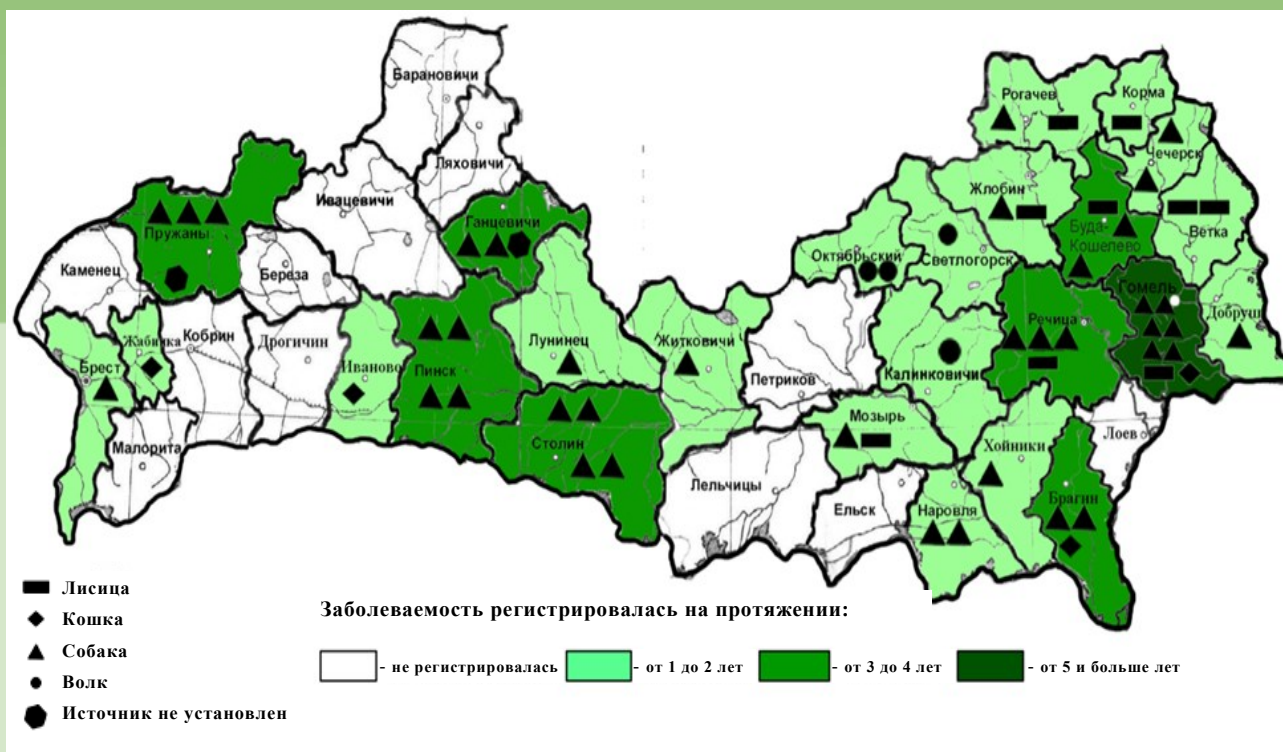 Барановичи
Рогачев
Корма
Ляховичи
Чечерск
Ивацевичи
Жлобин
Ганцевичи
Пружаны
Буда-
Кошелево
Ветка
Октябрьский
Светлогорск
Каменец
Береза
Гомель
Добруш
Речица
Жабинка
Кобрин
Дрогичин
Лунинец
Житковичи
Брест
Иваново
Пинск
Петриков
Калинковичи
Мозырь
Лоев
Малорита
Столин
Хойники
Лельчицы
Ельск
Наровля
Брагин
Лисица
Кошка
Собака
Волк
Источник не установлен
Заболеваемость регистрировалась на протяжении:
- не регистрировалась
- от 1 до 2 лет
- от 3 до 4 лет
- от 5 и больше лет